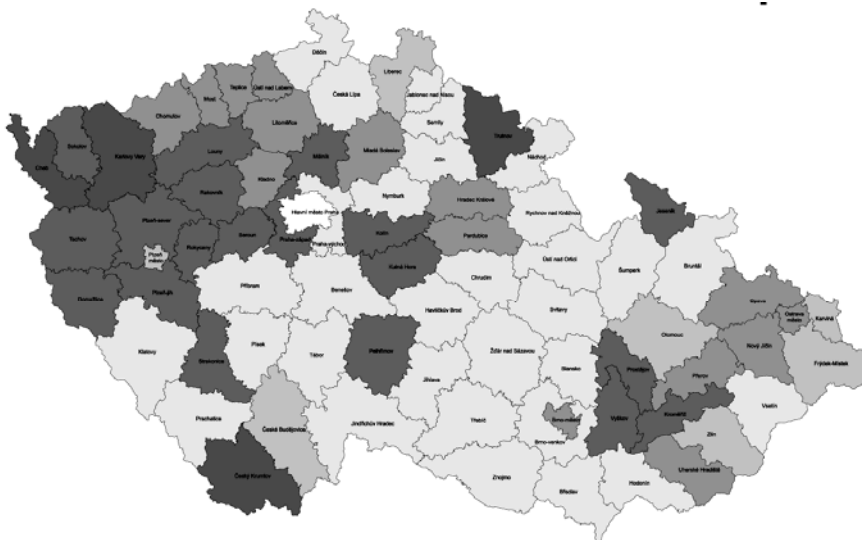 Děčín
Liberec
Česká Lípa
Jablonec nad Nisou
Teplice
Ústí nad Labem
Most
Chomutov
Semily
Litoměřice
Trutnov
Sokolov
Karlovy Vary
Louny
Mělník
Mladá Boleslav
Jičín
Náchod
Cheb
Rakovník
Kladno
Nymburk
Hradec Králové
Rychnov nad Kněžnou
Jeseník
Hlavní město Praha
Plzeň-sever
Beroun
Kolín
Pardubice
Tachov
Rokycany
Praha-západ
Praha-východ
Plzeň
město
Ústí nad Orlicí
Šumperk
Bruntál
Kutná Hora
Chrudim
Domažlice
Plzeň-jih
Příbram
Benešov
Havlíčkův Brod
Svitavy
Opava
Ostrava
město
Karviná
Olomouc
Klatovy
Písek
Tábor
Pelhřimov
Žďár nad Sázavou
Blansko
Prostějov
Přerov
Nový Jičín
Frýdek-Místek
Strakonice
Jihlava
Prachatice
České Budějovice
Jindřichův Hradec
Třebíč
Brno-město
Vyškov
Kroměříž
Vsetín
Brno-venkov
Zlín
Uherské Hradiště
Český Krumlov
Znojmo
Břeclav
Hodonín